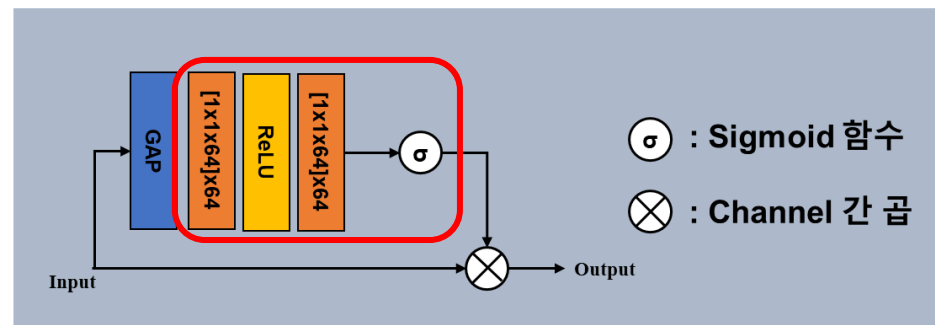 GAP
[1x1x64]x64
ReLU
[1x1x64]x64
σ
Input
Output
σ : Sigmoid 함수
: Channel 간 곱